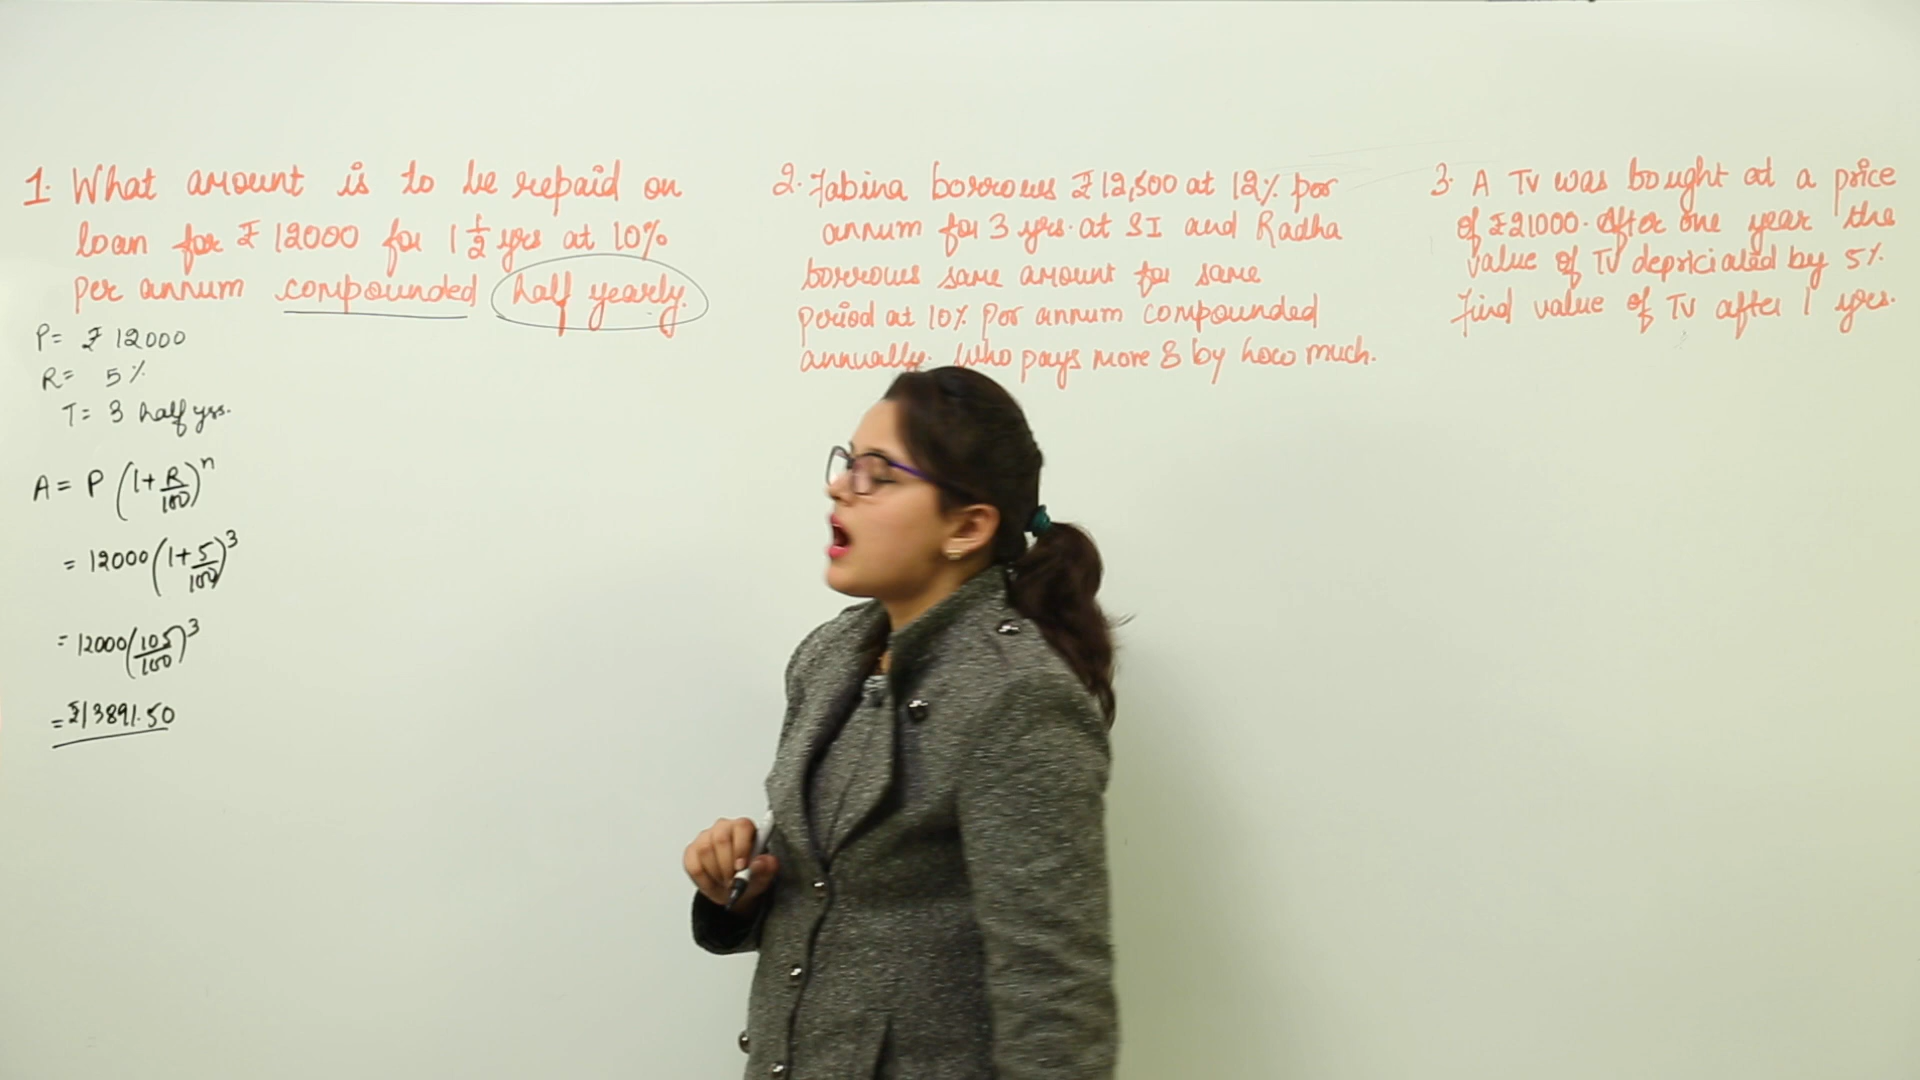 1. What amount is to be repaid on
loan for ₹ 12000 for 1 1/2 yrs at 10%
per annum compounded half yearly.
P= ₹ 12000
R= 5%
T= 3 half yrs.
A = P (1+R/100)^n
= 12000 (1+5/100)^3
= 12000 (105/100)^3
= ₹13891.50
2. Fabina borrows ₹12,500 at 12% per
annum for 3 yrs. at SI and Radha
borrows same amount for same
period at 10% per annum compounded
annually. Who pays more & by how much.
3. A TV was bought at a price
of ₹21000. After one year the
value of TV depriciated by 5%.
Find value of TV after 1 yrs.